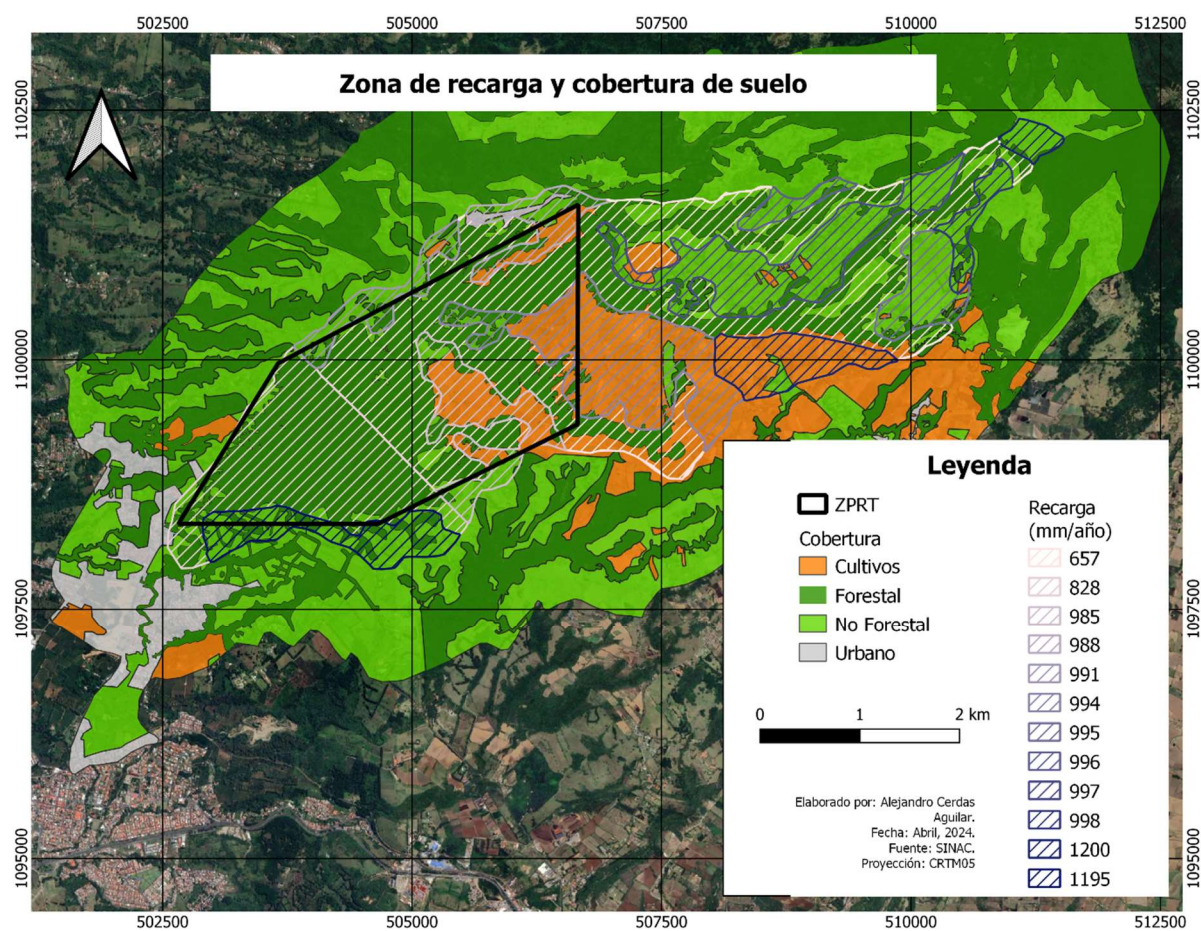 502500 505000 507500 510000 512500
Zona de recarga y cobertura de suelo
1102500 1102500
1100000 1100000
1097500 1097500
1095000 1095000
Leyenda
ZPRT
Cobertura
Cultivos
Forestal
No Forestal
Urbano
0 1 2 km
Elaborado por: Alejandro Cerdas
Aguilar.
Fecha: Abril, 2024.
Fuente: SINAC.
Proyección: CRTM05
Recarga
(mm/año)
657
828
985
988
991
994
995
996
997
998
1200
1195
502500 505000 507500 510000 512500